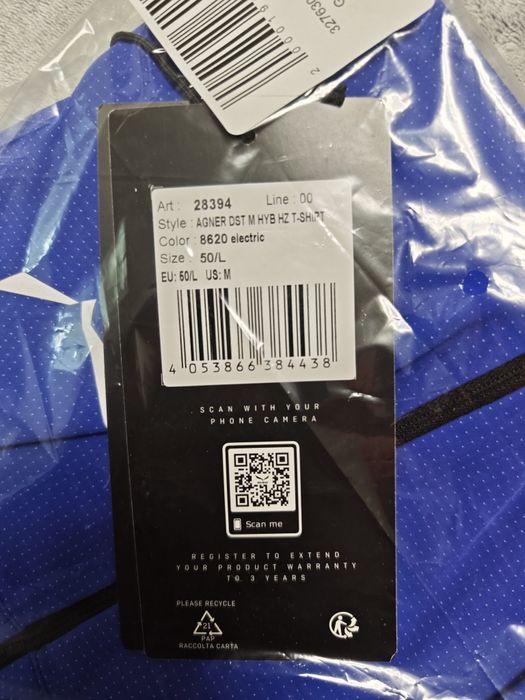 Art : 28394 Line : 00
Style : AGNER DST M HYB HZ T-SHIRT
Color : 8620 electric
Size : 50/L
EU: 50/L US: M
4 053866 384438
SCAN WITH YOUR
PHONE CAMERA
Scan me
REGISTER TO EXTEND
YOUR PRODUCT WARRANTY
TO 3 YEARS
PLEASE RECYCLE
21
PAP
RACCOLTA CARTA